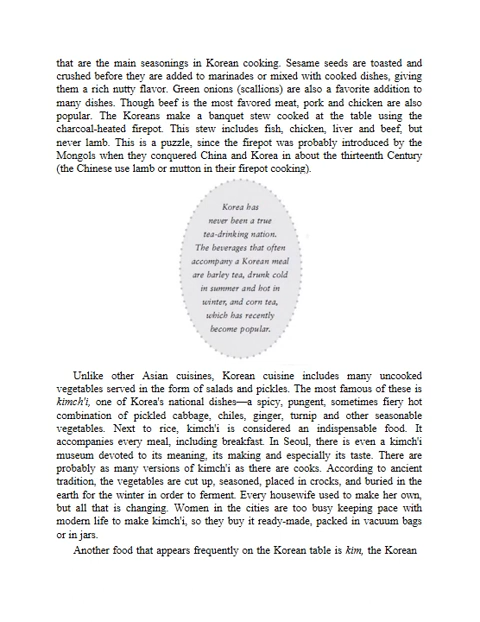 that are the main seasonings in Korean cooking. Sesame seeds are toasted and
crushed before they are added to marinades or mixed with cooked dishes, giving
them a rich nutty flavor. Green onions (scallions) are also a favorite addition to
many dishes. Though beef is the most favored meat, pork and chicken are also
popular. The Koreans make a banquet stew cooked at the table using the
charcoal-heated firepot. This stew includes fish, chicken, liver and beef, but
never lamb. This is a puzzle, since the firepot was probably introduced by the
Mongols when they conquered China and Korea in about the thirteenth Century
(the Chinese use lamb or mutton in their firepot cooking).
Korea has
never been a true
tea-drinking nation.
The beverages that often
accompany a Korean meal
are barley tea, drunk cold
in summer and hot in
winter, and corn tea,
which has recently
become popular.
Unlike other Asian cuisines, Korean cuisine includes many uncooked
vegetables served in the form of salads and pickles. The most famous of these is
kimch'i, one of Korea's national dishes—a spicy, pungent, sometimes fiery hot
combination of pickled cabbage, chiles, ginger, turnip and other seasonable
vegetables. Next to rice, kimch'i is considered an indispensable food. It
accompanies every meal, including breakfast. In Seoul, there is even a kimch'i
museum devoted to its meaning, its making and especially its taste. There are
probably as many versions of kimch'i as there are cooks. According to ancient
tradition, the vegetables are cut up, seasoned, placed in crocks, and buried in the
earth for the winter in order to ferment. Every housewife used to make her own,
but all that is changing. Women in the cities are too busy keeping pace with
modern life to make kimch'i, so they buy it ready-made, packed in vacuum bags
or in jars.
Another food that appears frequently on the Korean table is kim, the Korean